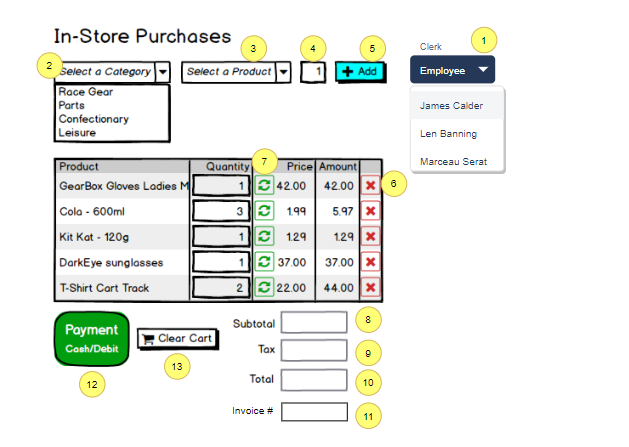 In-Store Purchases
Clerk
1
2
3
4
5
Select a Category
Select a Product
1
+ Add
Employee
Race Gear
Parts
Confectionary
Leisure
James Calder
Len Banning
Marceau Serat
7
Product Quantity Price Amount
GearBox Gloves Ladies M 1 42.00 42.00
6
Cola - 600ml 3 1.99 5.97
Kit Kat - 120g 1 1.29 1.29
DarkEye sunglasses 1 37.00 37.00
T-Shirt Cart Track 2 22.00 44.00
Payment
Cash/Debit
Clear Cart
Subtotal
8
Tax
9
Total
10
Invoice #
11
12
13